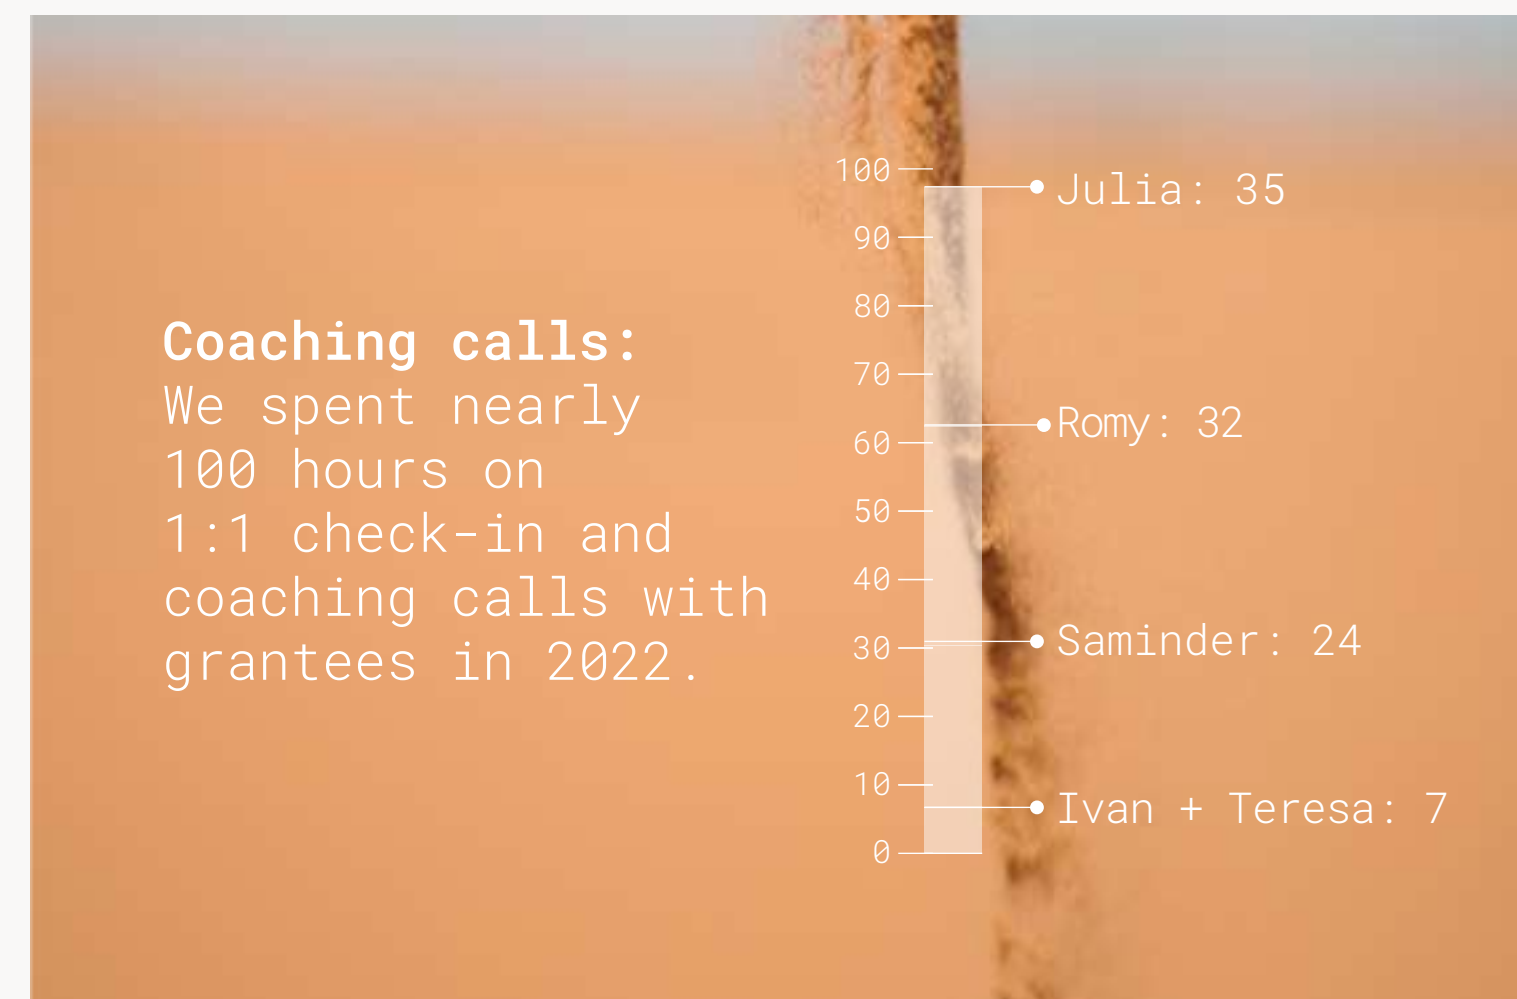 Coaching calls:
We spent nearly
100 hours on
1:1 check-in and
coaching calls with
grantees in 2022.
100
90
80
70
60
50
40
30
20
10
0
Julia: 35
Romy: 32
Saminder: 24
Ivan + Teresa: 7